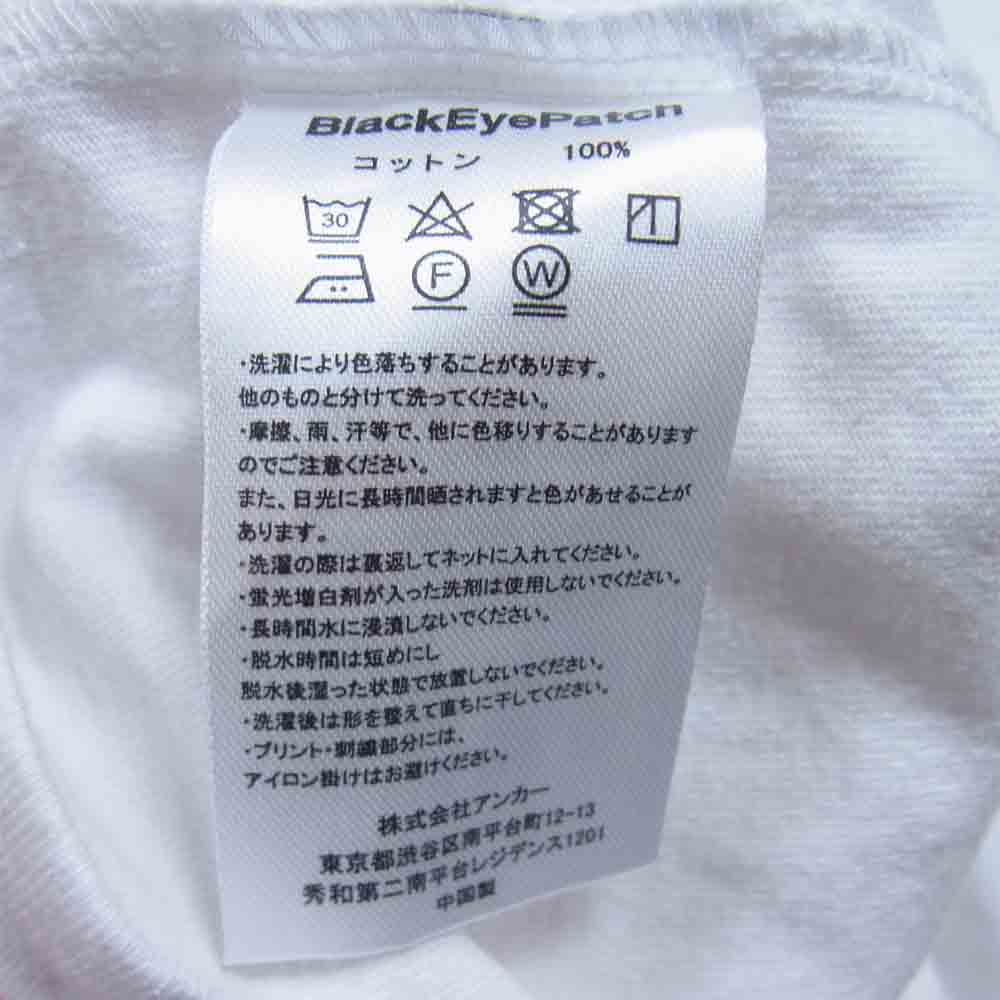 BlackEyePatch
コットン 100%
30
F W
・洗濯により色落ちすることがあります。
他のものと分けて洗ってください。
・摩擦、雨、汗等で、他に色移りすることがあります
のでご注意ください。
また、日光に長時間晒されますと色があせることが
あります。
・洗濯の際は裏返してネットに入れてください。
・蛍光増白剤が入った洗剤は使用しないでください。
・長時間水に浸漬しないでください。
・脱水時間は短めにし
脱水後湿った状態で放置しないでください。
・洗濯後は形を整えて直ちに干してください。
・プリント・刺繍部分には、
アイロン掛けはお避けください。
株式会社アンカー
東京都渋谷区南平台町12-13
秀和第二南平台レジデンス1201
中国製